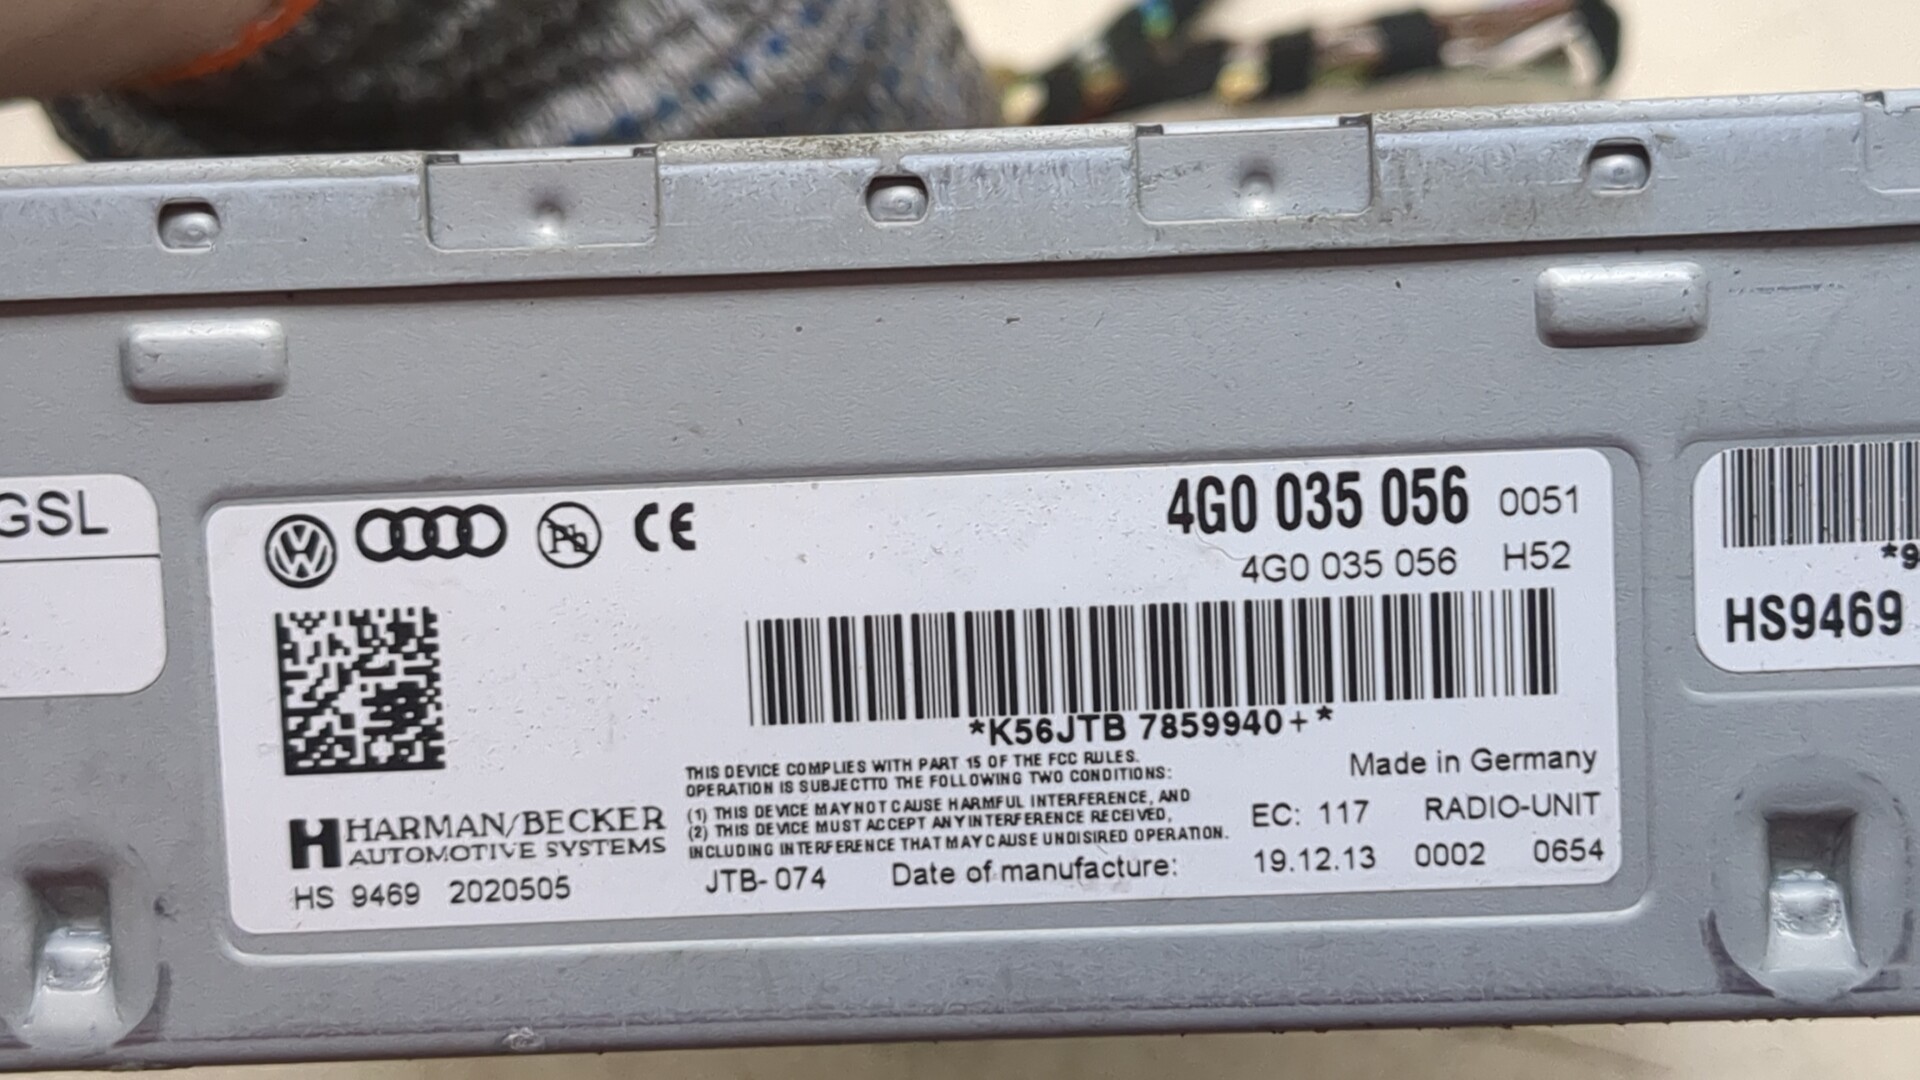 GSL
4G0 035 056 0051
4G0 035 056 H52
*K56JTB 7859940+*
THIS DEVICE COMPLIES WITH PART 15 OF THE FCC RULES.
OPERATION IS SUBJECTTO THE FOLLOWING TWO CONDITIONS:
(1) THIS DEVICE MAY NOT CAUSE HARMFUL INTERFERENCE, AND
(2) THIS DEVICE MUST ACCEPT ANY INTERFERENCE RECEIVED,
INCLUDING INTERFERENCE THAT MAY CAUSE UNDISIRED OPERATION.
Made in Germany
EC: 117 RADIO-UNIT
HARMAN/BECKER
AUTOMOTIVE SYSTEMS
HS 9469 2020505 JTB-074 Date of manufacture: 19.12.13 0002 0654
*9
HS9469